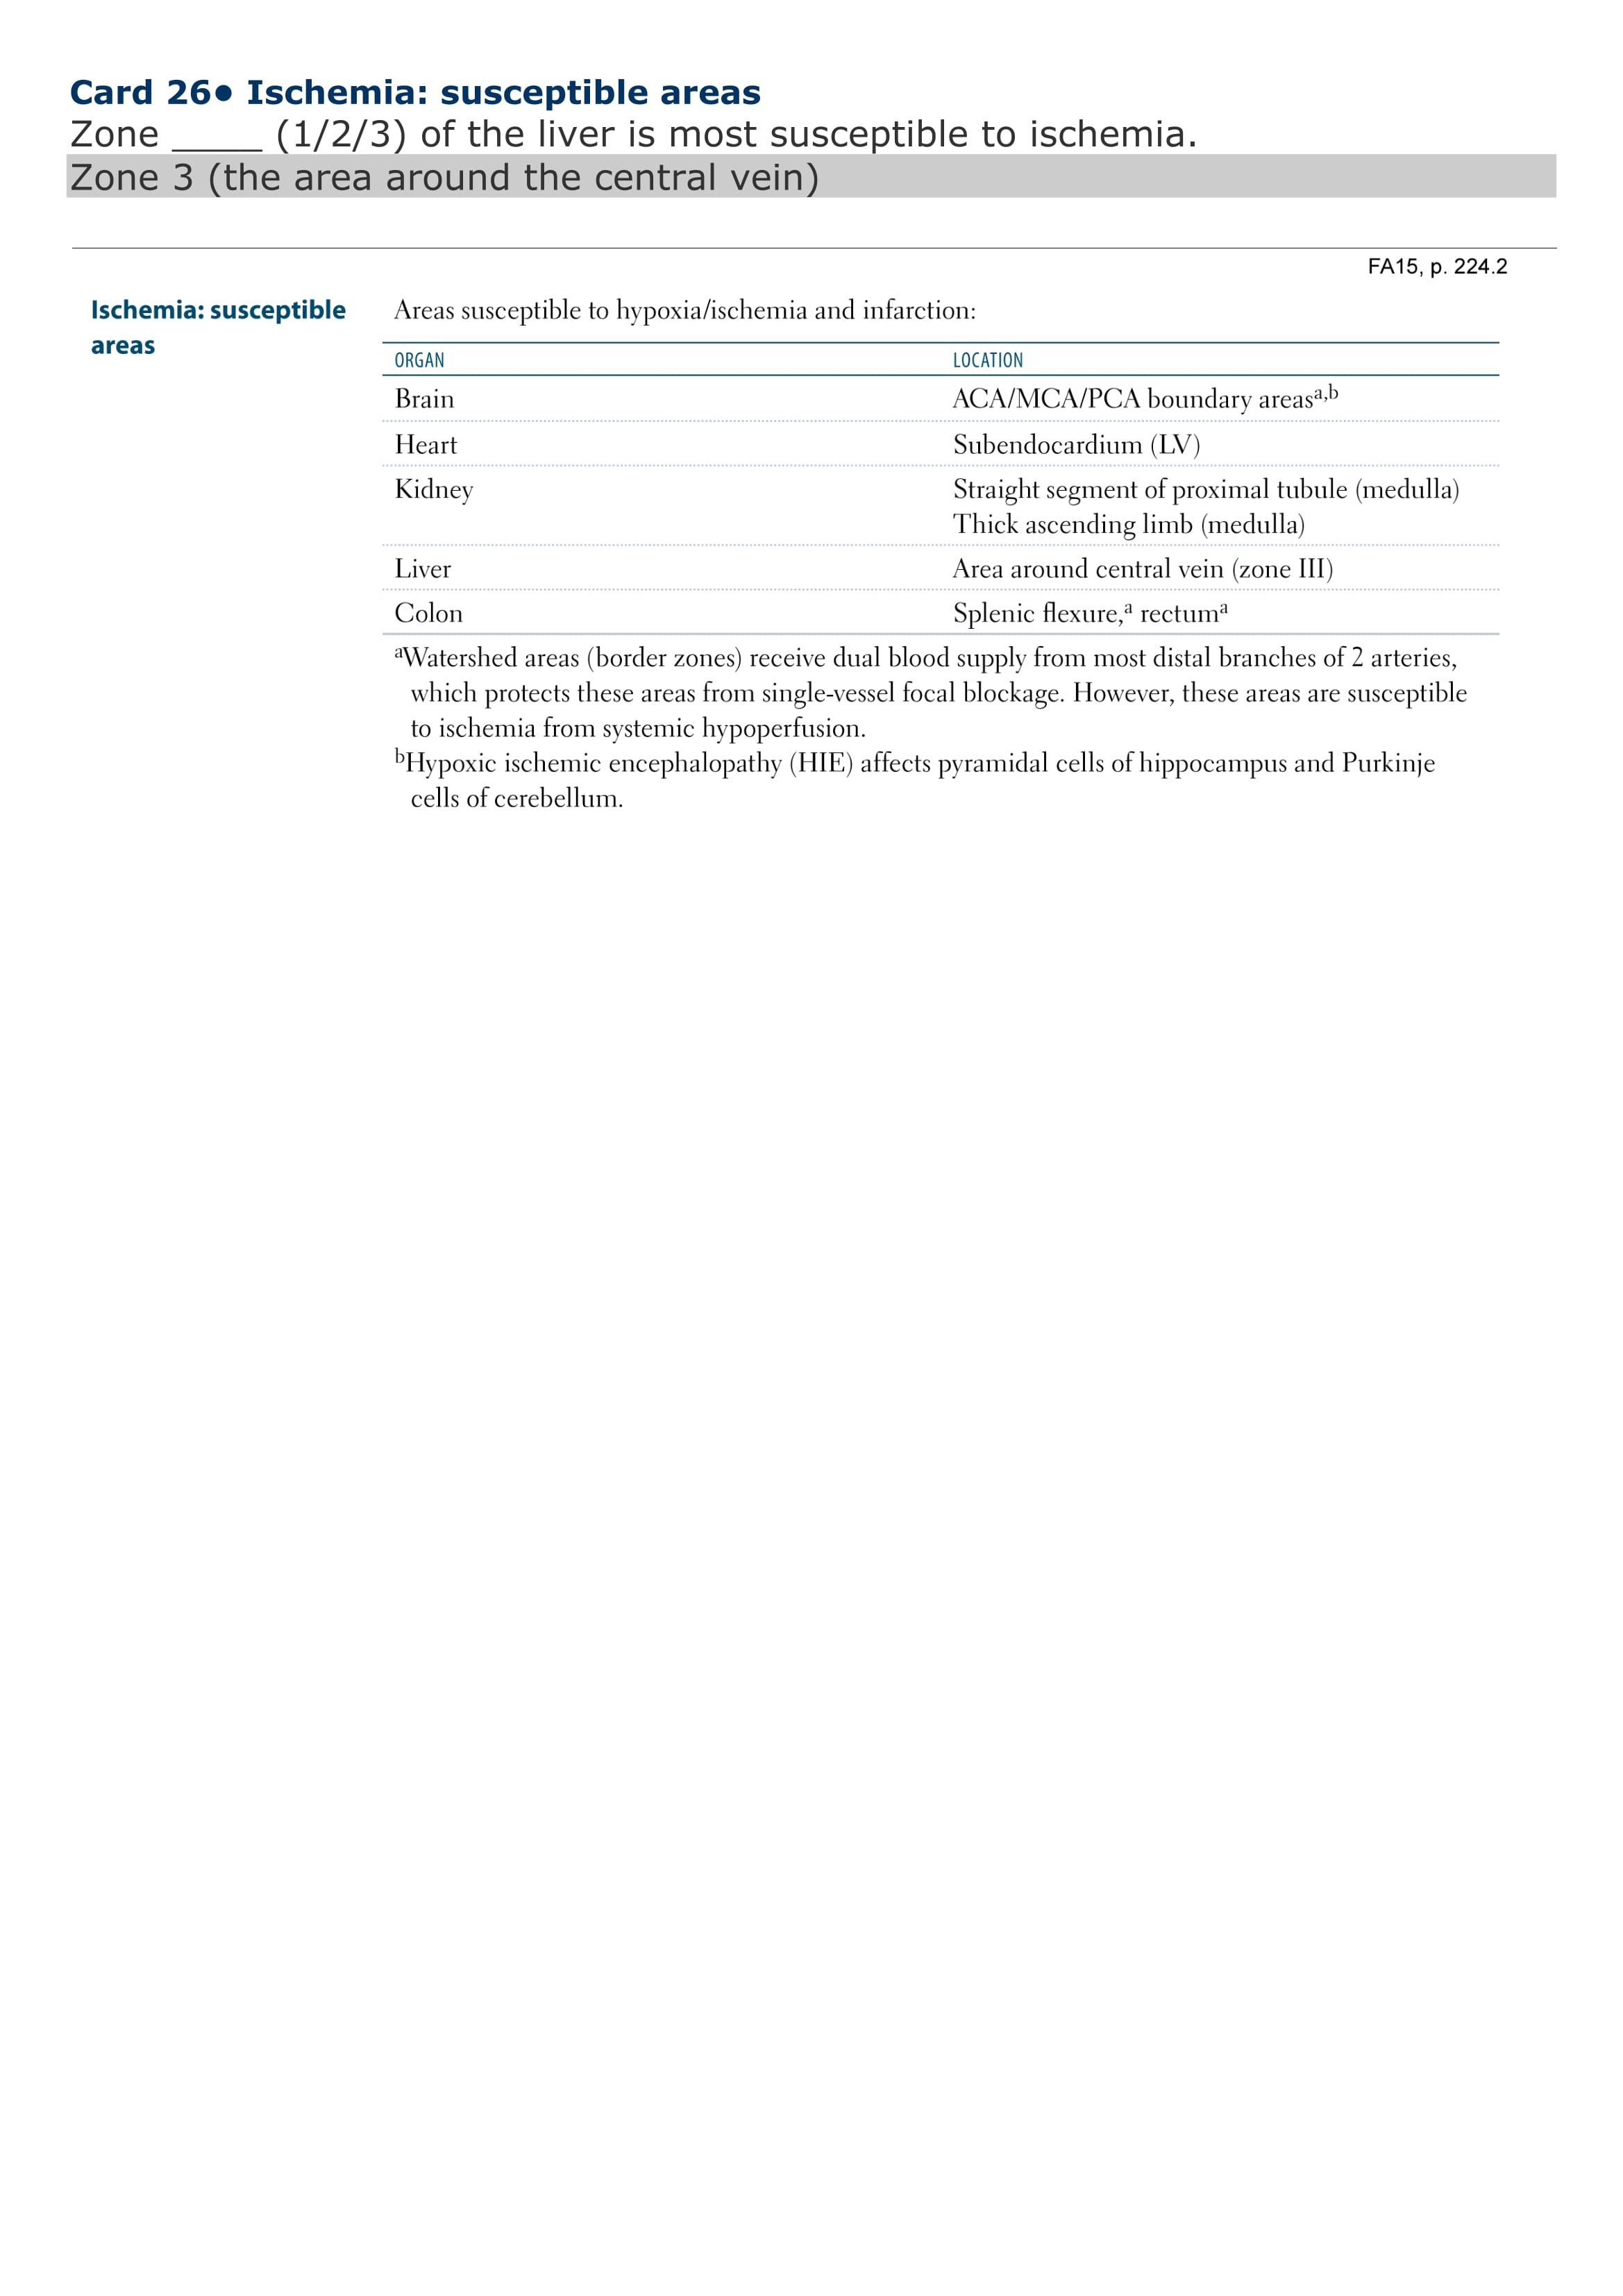 Card 26● Ischemia: susceptible areas
Zone _____ (1/2/3) of the liver is most susceptible to ischemia.
Zone 3 (the area around the central vein)
FA15, p. 224.2
Ischemia: susceptible
areas
Areas susceptible to hypoxia/ischemia and infarction:
ORGAN LOCATION
Brain ACA/MCA/PCA boundary areasᵃ,ᵇ
Heart Subendocardium (LV)
Kidney Straight segment of proximal tubule (medulla)
Thick ascending limb (medulla)
Liver Area around central vein (zone III)
Colon Splenic flexure,ᵃ rectumᵃ
ᵃWatershed areas (border zones) receive dual blood supply from most distal branches of 2 arteries,
which protects these areas from single-vessel focal blockage. However, these areas are susceptible
to ischemia from systemic hypoperfusion.
ᵇHypoxic ischemic encephalopathy (HIE) affects pyramidal cells of hippocampus and Purkinje
cells of cerebellum.